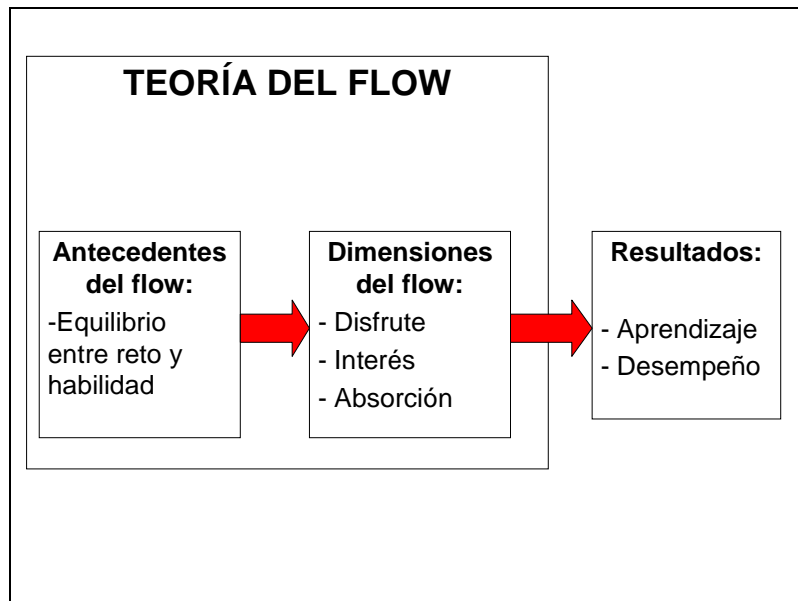 TEORÍA DEL FLOW
Antecedentes
del flow:
-Equilibrio
entre reto y
habilidad
Dimensiones
del flow:
- Disfrute
- Interés
- Absorción
Resultados:
- Aprendizaje
- Desempeño